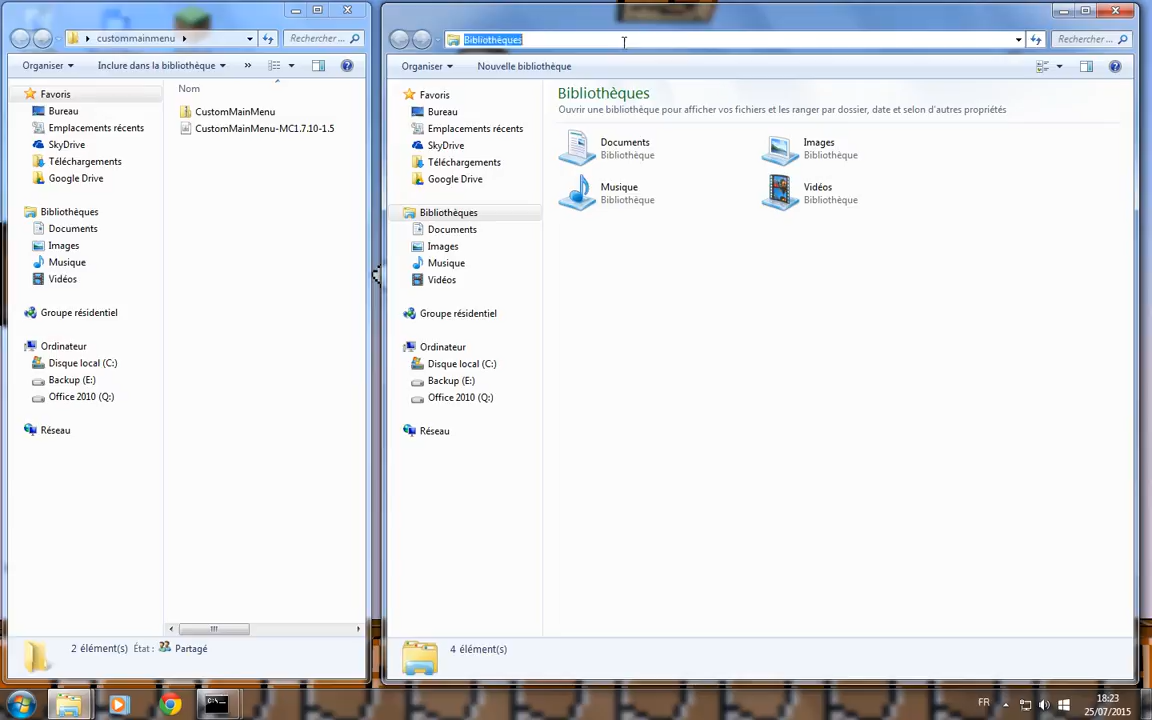 custommainmenu
Rechercher ...
Organiser
Inclure dans la bibliothèque
»
Favoris
Bureau
Emplacements récents
SkyDrive
Téléchargements
Google Drive
Bibliothèques
Documents
Images
Musique
Vidéos
Groupe résidentiel
Ordinateur
Disque local (C:)
Backup (E:)
Office 2010 (Q:)
Réseau
Nom
CustomMainMenu
CustomMainMenu-MC1.7.10-1.5
2 élément(s) État : Partagé
Bibliothèques
Rechercher ...
Organiser
Nouvelle bibliothèque
Favoris
Bureau
Emplacements récents
SkyDrive
Téléchargements
Google Drive
Bibliothèques
Documents
Images
Musique
Vidéos
Groupe résidentiel
Ordinateur
Disque local (C:)
Backup (E:)
Office 2010 (Q:)
Réseau
Bibliothèques
Ouvrir une bibliothèque pour afficher vos fichiers et les ranger par dossier, date et selon d'autres propriétés
Documents
Bibliothèque
Images
Bibliothèque
Musique
Bibliothèque
Vidéos
Bibliothèque
4 élément(s)
FR
18:23
25/07/2015